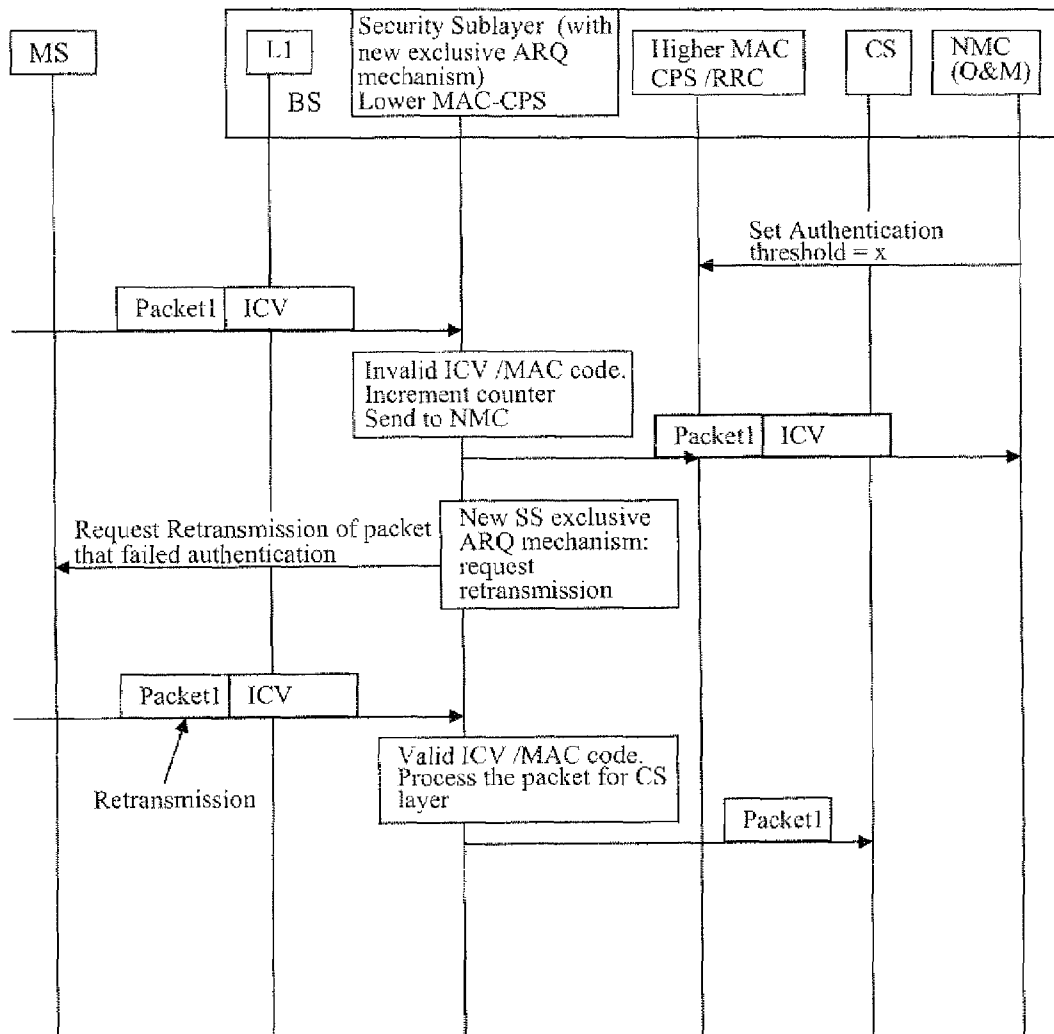 MS
L1
BS
Security Sublayer (with
new exclusive ARQ
mechanism)
Lower MAC-CPS
Higher MAC
CPS /RRC
CS
NMC
(O&M)
Set Authentication
threshold = x
Packet1 ICV
Invalid ICV /MAC code.
Increment counter
Send to NMC
Packet1 ICV
Request Retransmission of packet
that failed authentication
New SS exclusive
ARQ mechanism:
request
retransmission
Packet1 ICV
Retransmission
Valid ICV /MAC code.
Process the packet for CS
layer
Packet1